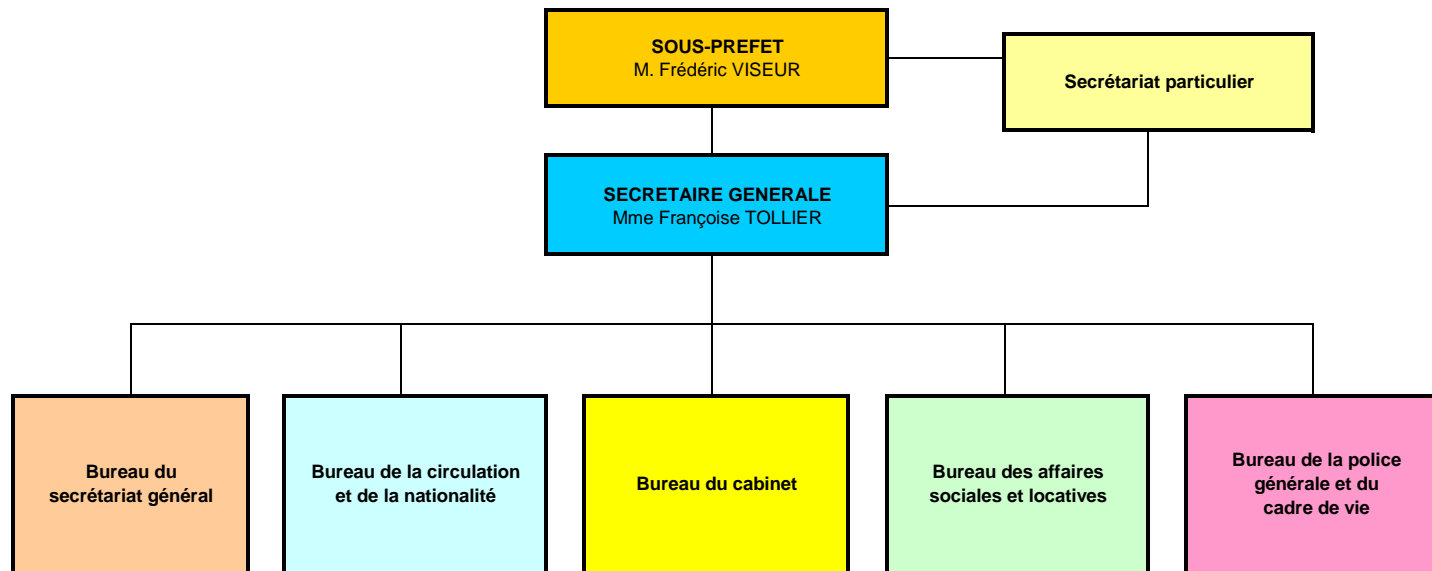 SOUS-PREFET
M. Frédéric VISEUR
Secrétariat particulier
SECRETAIRE GENERALE
Mme Françoise TOLLIER
Bureau du
secrétariat général
Bureau de la circulation
et de la nationalité
Bureau du cabinet
Bureau des affaires
sociales et locatives
Bureau de la police
générale et du
cadre de vie